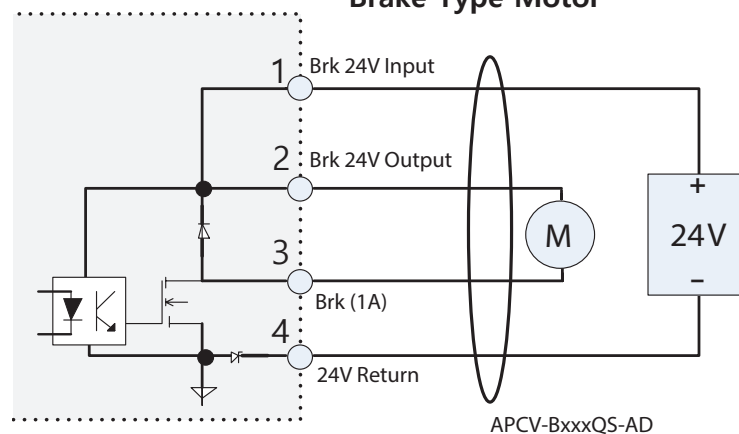 Brake Type Motor
1 Brk 24V Input
2 Brk 24V Output
+
M
24V
3
Brk (1A)
−
4
24V Return
APCV-BxxxQS-AD